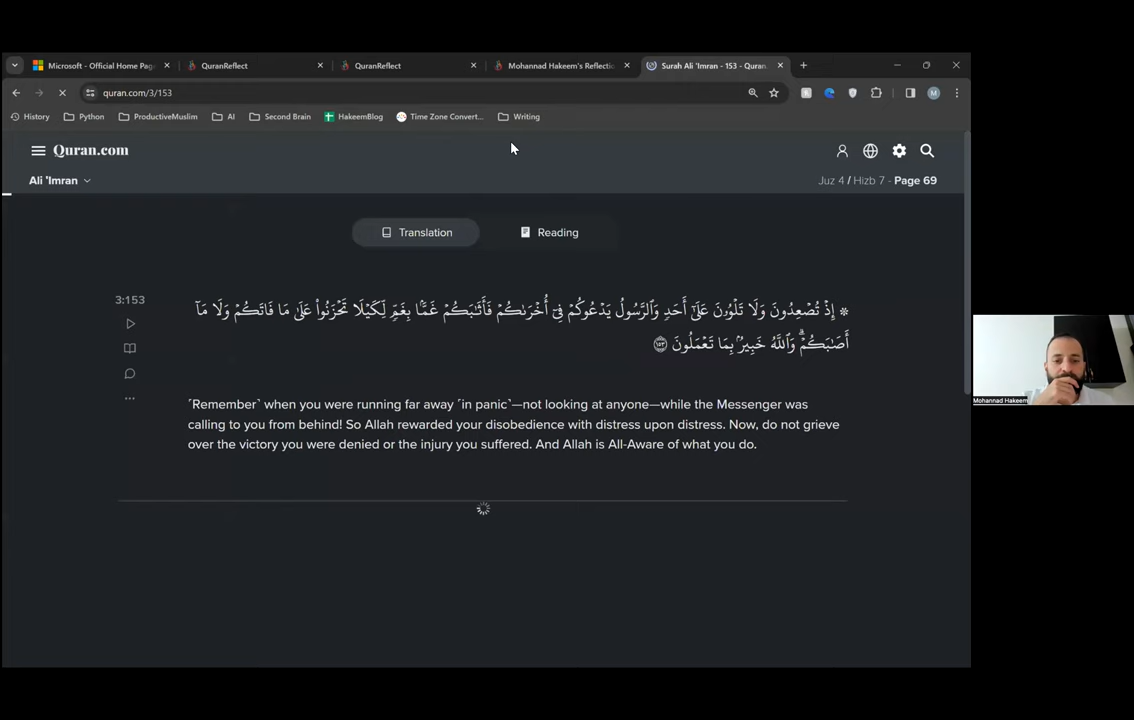 Microsoft - Official Home Pag
QuranReflect
QuranReflect
Mohannad Hakeem's Reflectio
Surah Ali 'Imran - 153 - Quran.
quran.com/3/153
M
History
Python
ProductiveMuslim
AI
Second Brain
HakeemBlog
Time Zone Convert...
Writing
Quran.com
Ali 'Imran
Juz 4 / Hizb 7 - Page 69
Translation
Reading
3:153
۞ إِذْ تُصْعِدُونَ وَلَا تَلْوُۥنَ عَلَىٰٓ أَحَدٍ وَٱلرَّسُولُ يَدْعُوكُمْ فِىٓ أُخْرَىٰكُمْ فَأَثَـٰبَكُمْ غَمًّۢا بِغَمٍّ لِّكَيْلَا تَحْزَنُوا۟ عَلَىٰ مَا فَاتَكُمْ وَلَا مَآ
أَصَـٰبَكُمْ ۗ وَٱللَّهُ خَبِيرٌۢ بِمَا تَعْمَلُونَ ١٥٣
˹Remember˺ when you were running far away ˹in panic˺—not looking at anyone—while the Messenger was
calling to you from behind! So Allah rewarded your disobedience with distress upon distress. Now, do not grieve
over the victory you were denied or the injury you suffered. And Allah is All-Aware of what you do.
Mohannad Hakeem